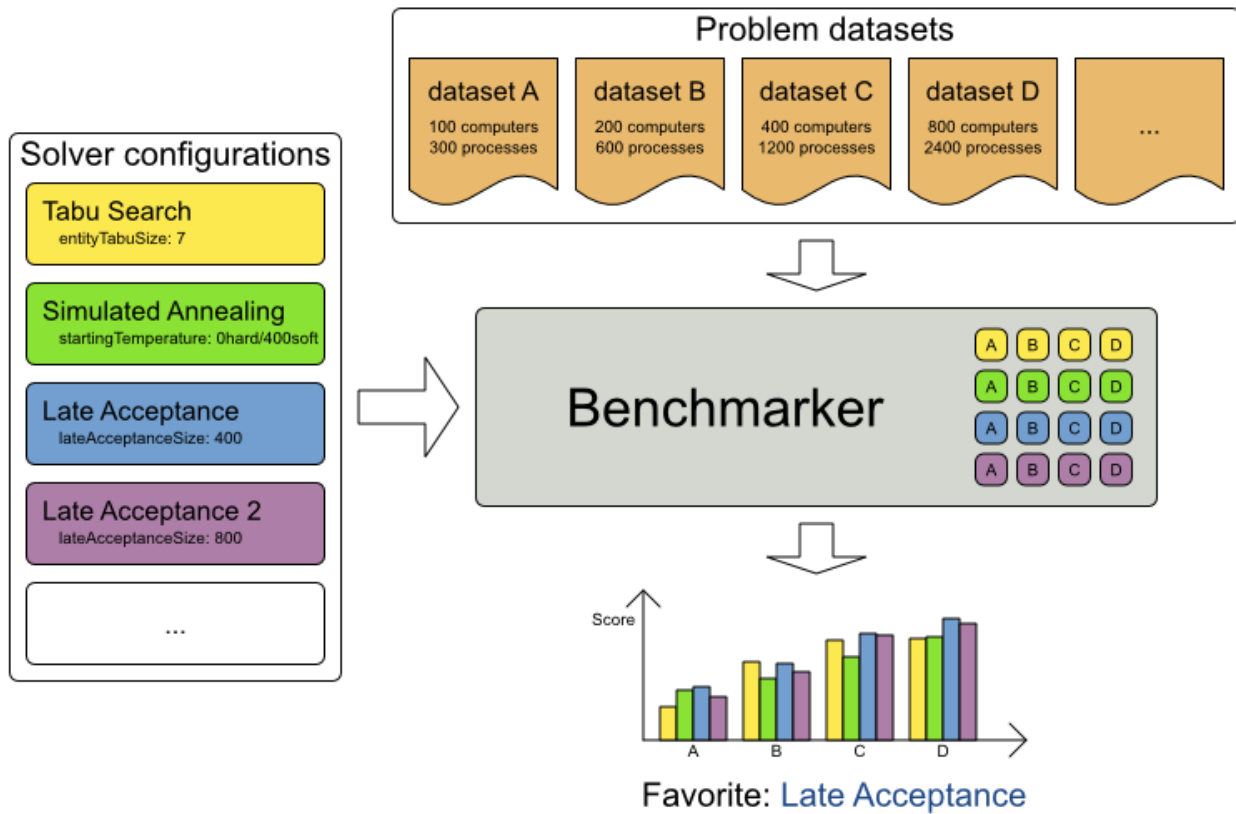 Problem datasets
dataset A
100 computers
300 processes
dataset B
200 computers
600 processes
dataset C
400 computers
1200 processes
dataset D
800 computers
2400 processes
...
Solver configurations
Tabu Search
entityTabuSize: 7
Simulated Annealing
startingTemperature: 0hard/400soft
Late Acceptance
lateAcceptanceSize: 400
Late Acceptance 2
lateAcceptanceSize: 800
...
Benchmarker
A B C D
A B C D
A B C D
A B C D
Score
A B C D
Favorite: Late Acceptance